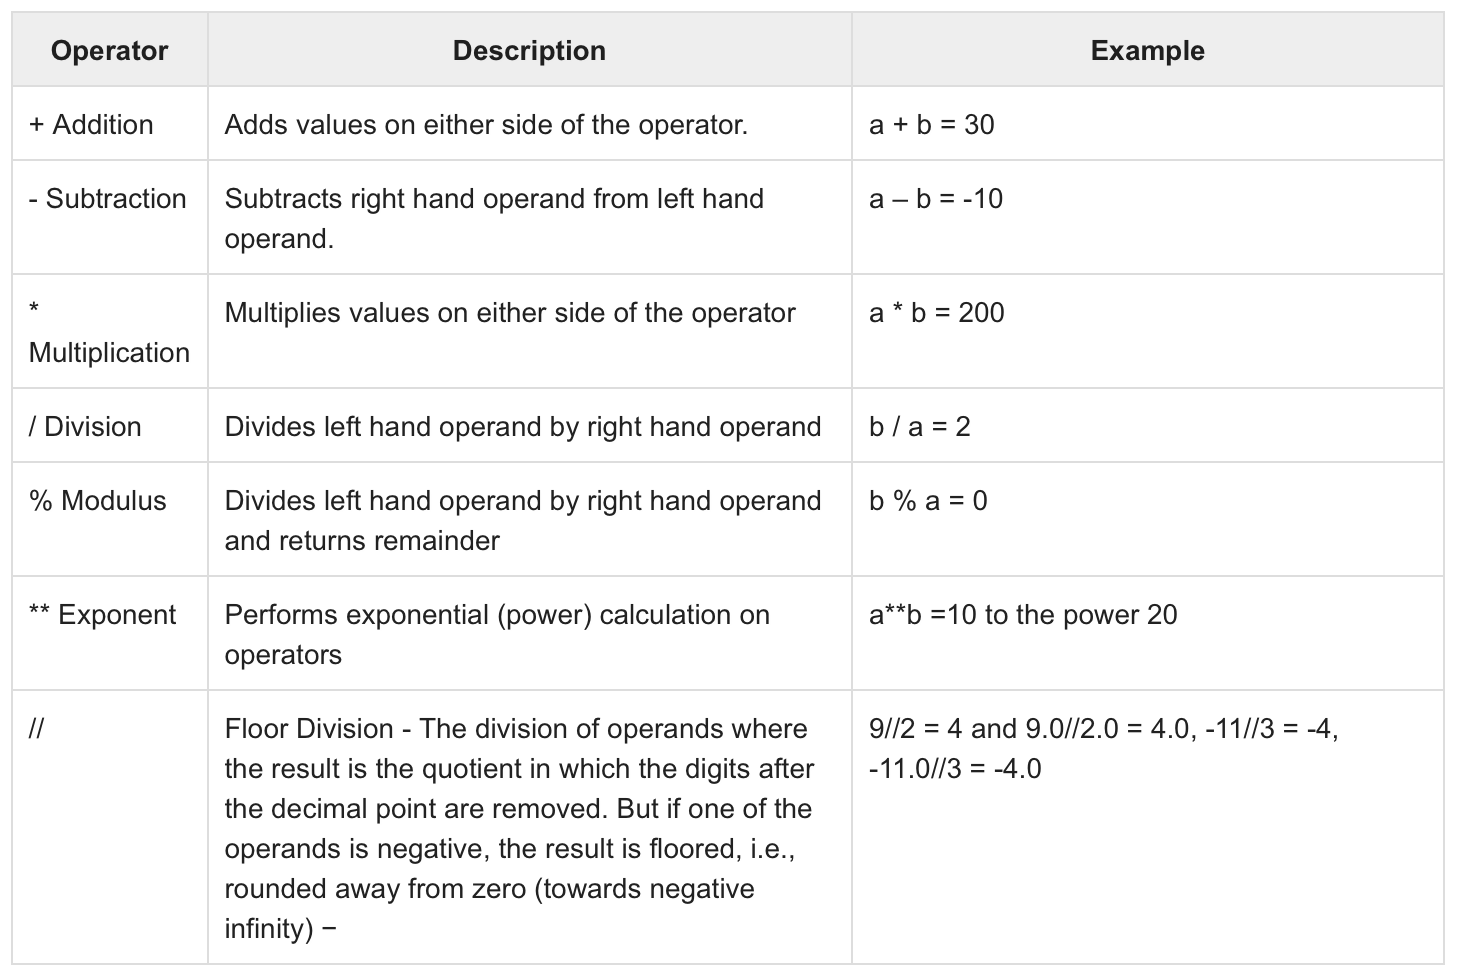 Operator Description Example
+ Addition Adds values on either side of the operator. a + b = 30
- Subtraction Subtracts right hand operand from left hand a – b = -10
operand.
* Multiplies values on either side of the operator a * b = 200
Multiplication
/ Division Divides left hand operand by right hand operand b / a = 2
% Modulus Divides left hand operand by right hand operand b % a = 0
and returns remainder
** Exponent Performs exponential (power) calculation on a**b =10 to the power 20
operators
// Floor Division - The division of operands where 9//2 = 4 and 9.0//2.0 = 4.0, -11//3 = -4,
the result is the quotient in which the digits after -11.0//3 = -4.0
the decimal point are removed. But if one of the
operands is negative, the result is floored, i.e.,
rounded away from zero (towards negative
infinity) −